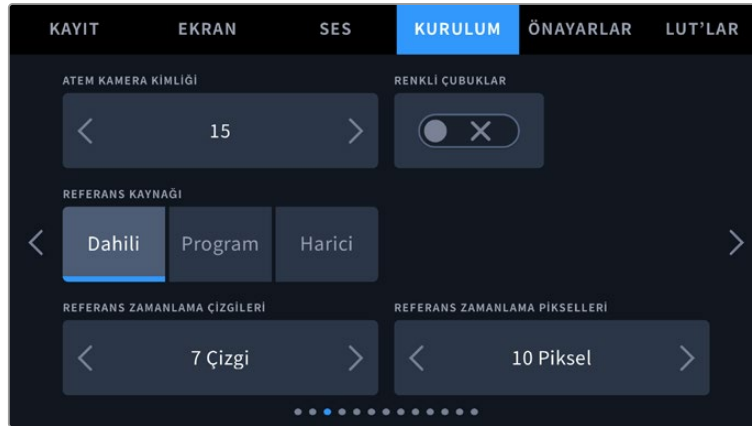 KAYIT EKRAN SES KURULUM ÖNAYARLAR LUT’LAR
ATEM KAMERA KİMLİĞİ RENKLİ ÇUBUKLAR
15
REFERANS KAYNAĞI
Dahili Program Harici
REFERANS ZAMANLAMA ÇİZGİLERİ REFERANS ZAMANLAMA PİKSELLERİ
7 Çizgi 10 Piksel